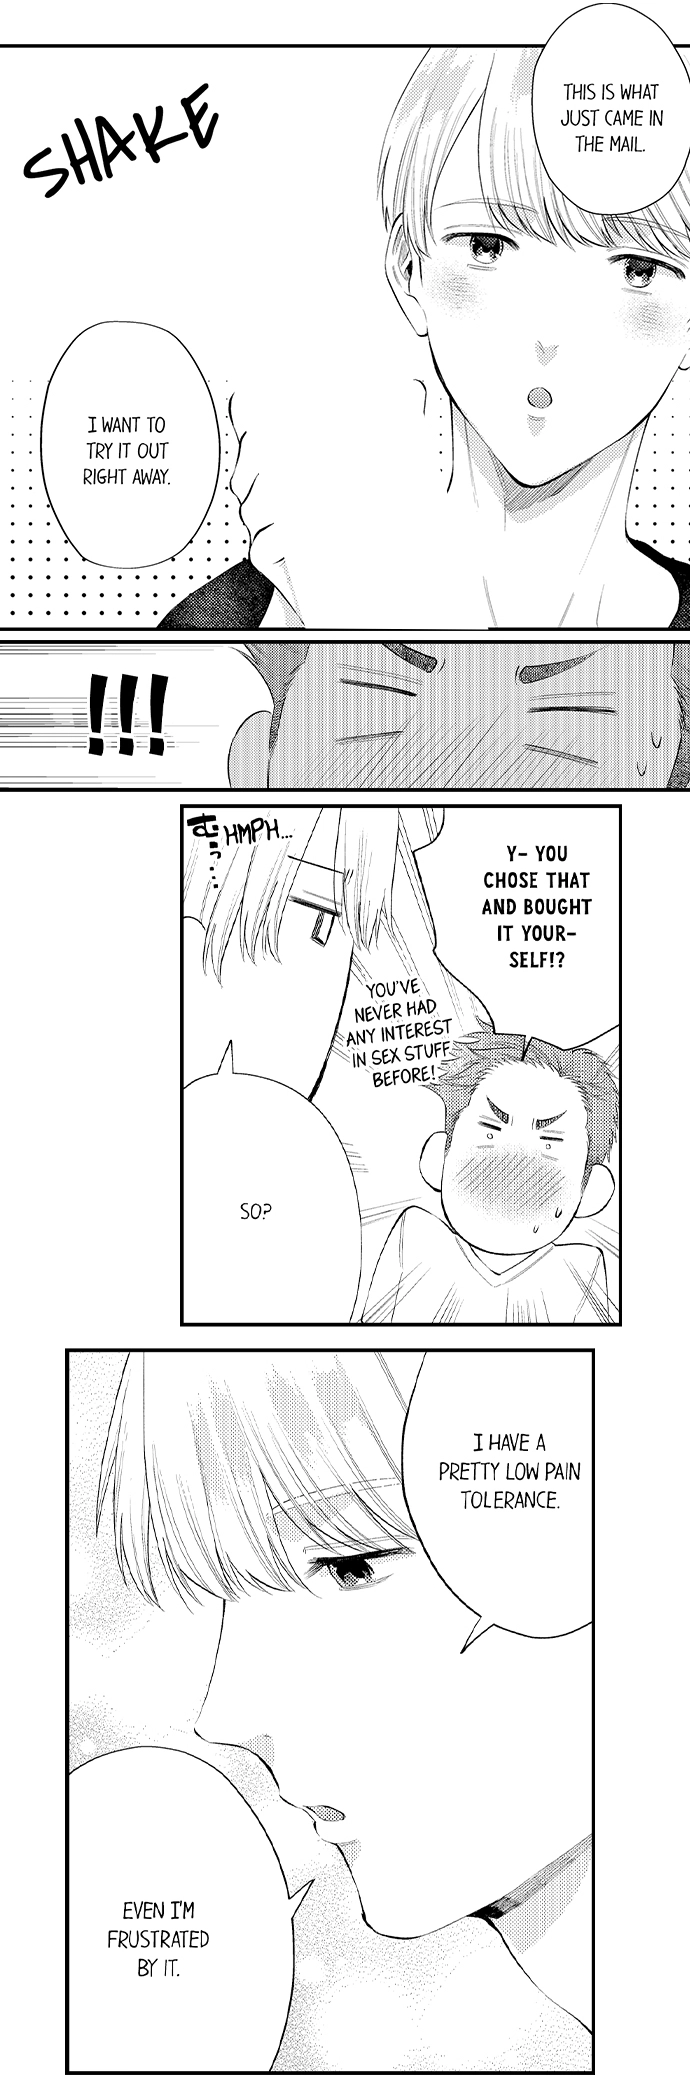 THIS IS WHAT
JUST CAME IN
THE MAIL.
SHAKE
I WANT TO
TRY IT OUT
RIGHT AWAY.
!!!
Y- YOU
CHOSE THAT
AND BOUGHT
IT YOUR-
SELF!?
むっ…
HMPH...
YOU'VE
NEVER HAD
ANY INTEREST
IN SEX STUFF
BEFORE!
SO?
I HAVE A
PRETTY LOW PAIN
TOLERANCE.
EVEN I'M
FRUSTRATED
BY IT.